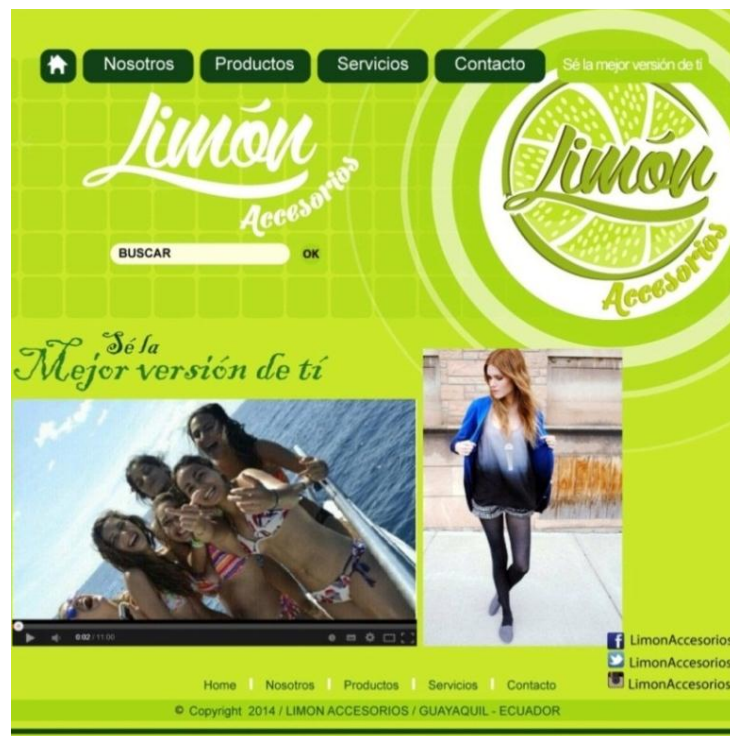 Nosotros Productos Servicios Contacto Sé la mejor versión de tí
Limón
Accesorios
Limón
Accesorios
BUSCAR OK
Sé la
Mejor versión de tí
0:02 / 11:00
LimonAccesorios
LimonAccesorios
LimonAccesorios
Home Nosotros Productos Servicios Contacto
© Copyright 2014 / LIMON ACCESORIOS / GUAYAQUIL - ECUADOR